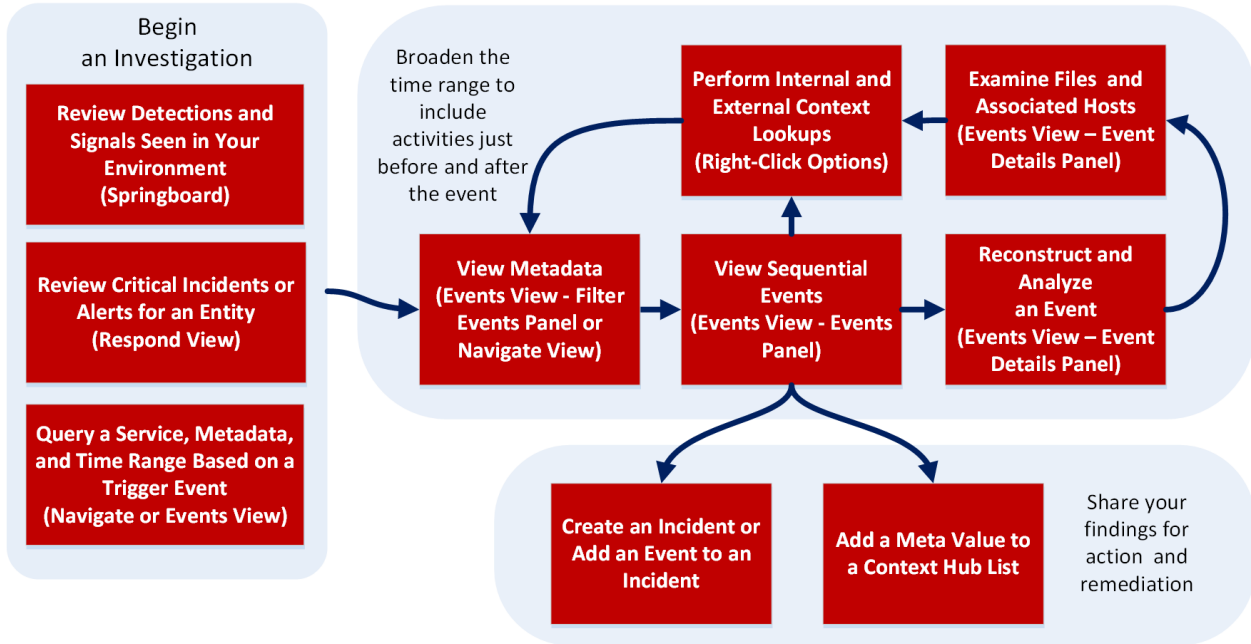 Begin
an Investigation
Review Detections and
Signals Seen in Your
Environment
(Springboard)
Review Critical Incidents or
Alerts for an Entity
(Respond View)
Query a Service, Metadata,
and Time Range Based on a
Trigger Event
(Navigate or Events View)
Broaden the
time range to
include
activities just
before and after
the event
Perform Internal and
External Context
Lookups
(Right-Click Options)
Examine Files and
Associated Hosts
(Events View – Event
Details Panel)
View Metadata
(Events View - Filter
Events Panel or
Navigate View)
View Sequential
Events
(Events View - Events
Panel)
Reconstruct and
Analyze
an Event
(Events View – Event
Details Panel)
Create an Incident or
Add an Event to an
Incident
Add a Meta Value to
a Context Hub List
Share your
findings for
action and
remediation